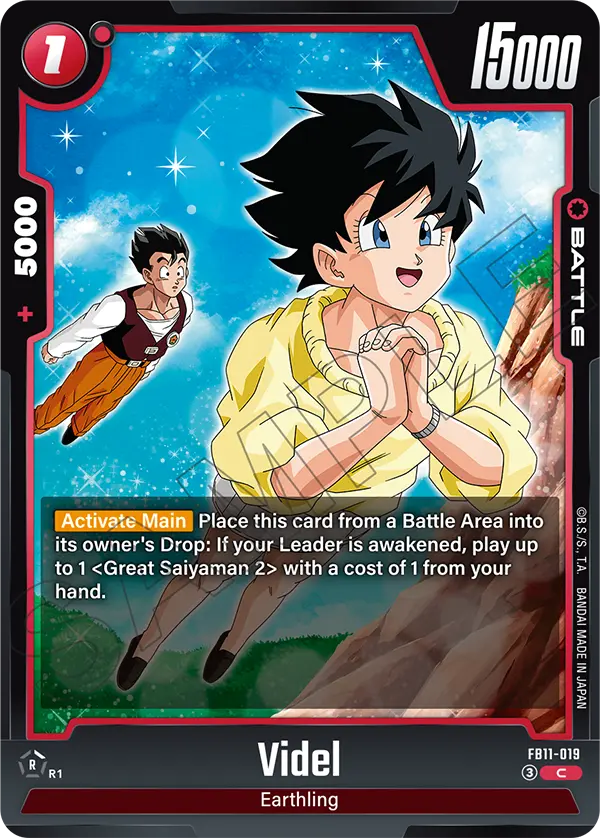 1
15000
+ 5000
BATTLE
SAMPLE
Activate Main Place this card from a Battle Area into
its owner's Drop: If your Leader is awakened, play up
to 1 <Great Saiyaman 2> with a cost of 1 from your
hand.
©B.S./S., T.A. BANDAI MADE IN JAPAN
R
R1
Videl
FB11-019
3 C
Earthling